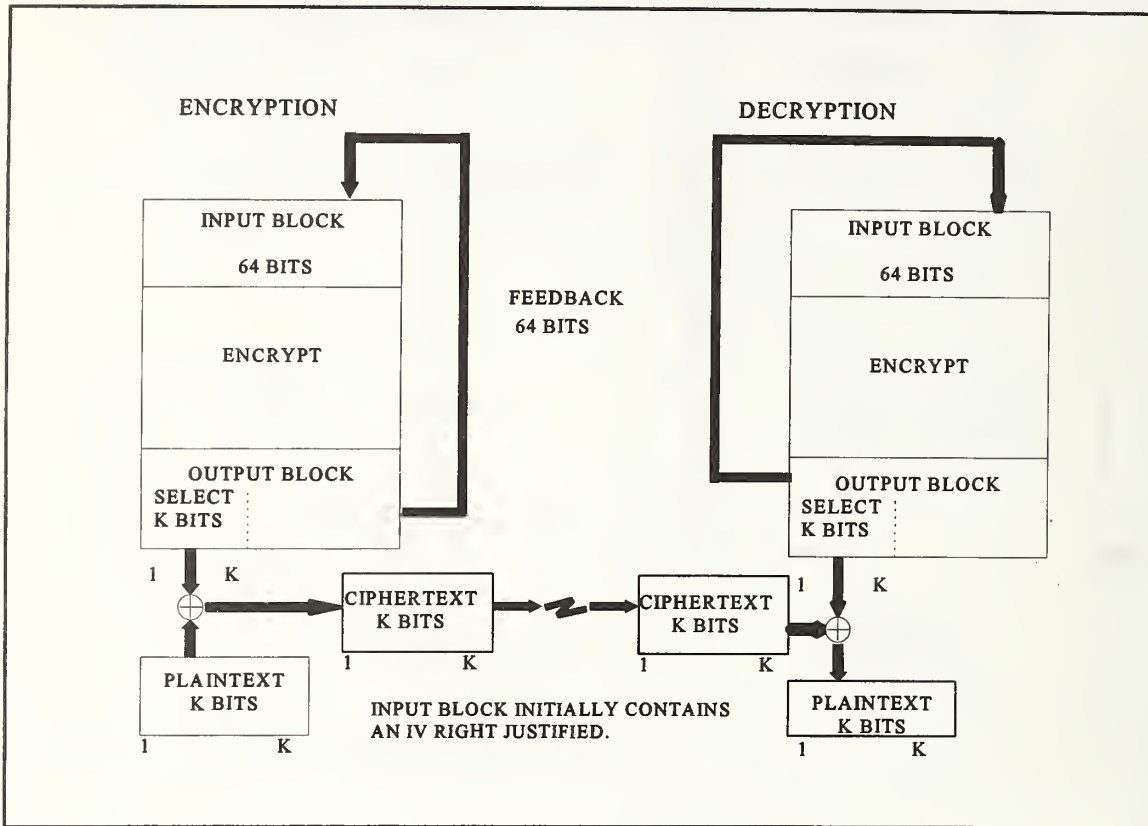 ENCRYPTION
INPUT BLOCK
64 BITS
ENCRYPT
OUTPUT BLOCK
SELECT
K BITS
1 K
FEEDBACK
64 BITS
PLAINTEXT
K BITS
1 K
CIPHERTEXT
K BITS
1 K
INPUT BLOCK INITIALLY CONTAINS
AN IV RIGHT JUSTIFIED.
DECRYPTION
INPUT BLOCK
64 BITS
ENCRYPT
OUTPUT BLOCK
SELECT
K BITS
1 K
CIPHERTEXT
K BITS
1 K
PLAINTEXT
K BITS
1 K